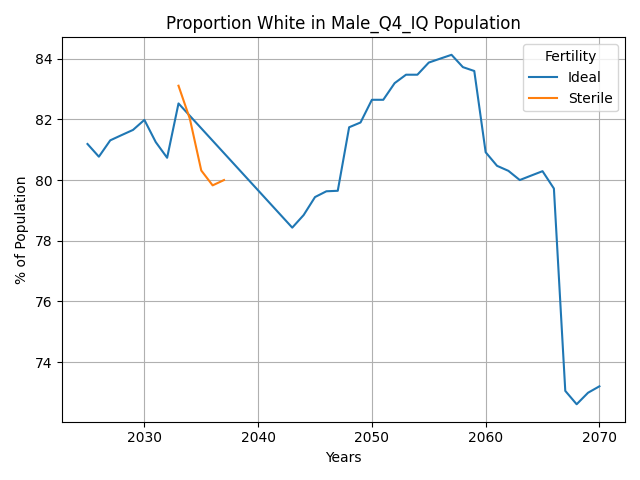 Proportion White in Male_Q4_IQ Population
Fertility
Ideal
Sterile
84
82
80
78
76
74
% of Population
2030 2040 2050 2060 2070
Years